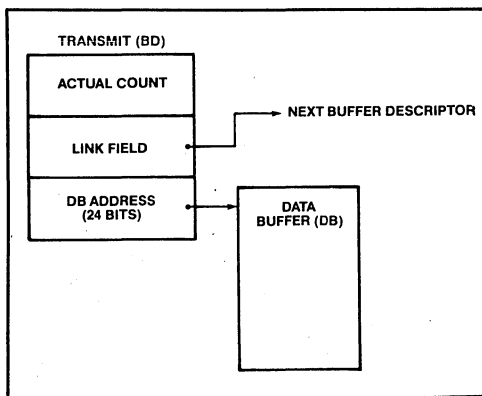 TRANSMIT (BD)
ACTUAL COUNT
LINK FIELD
NEXT BUFFER DESCRIPTOR
DB ADDRESS
(24 BITS)
DATA
BUFFER (DB)